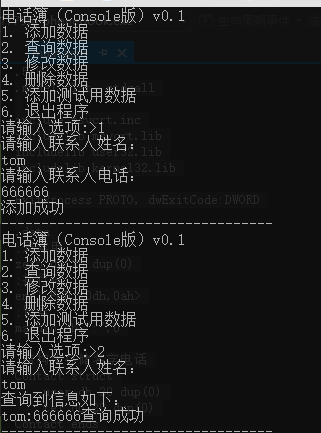 电话簿（Console版）v0.1
1. 添加数据
2. 查询数据
3. 修改数据
4. 删除数据
5. 添加测试用数据
6. 退出程序
请输入选项:>1
请输入联系人姓名：
tom
请输入联系人电话：
666666
添加成功
--------------------------------
电话簿（Console版）v0.1
1. 添加数据
2. 查询数据
3. 修改数据
4. 删除数据
5. 添加测试用数据
6. 退出程序
请输入选项:>2
请输入联系人姓名：
tom
查询到信息如下：
tom:666666查询成功
--------------------------------